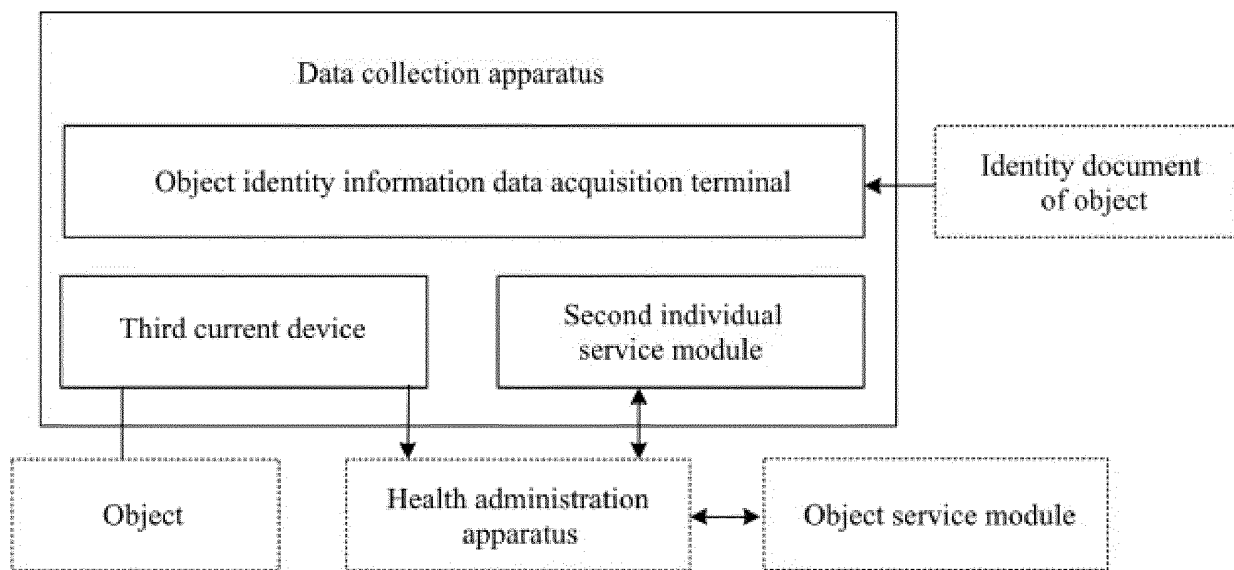 Data collection apparatus
Object identity information data acquisition terminal
Identity document
of object
Third current device
Second individual
service module
Object
Health administration
apparatus
Object service module